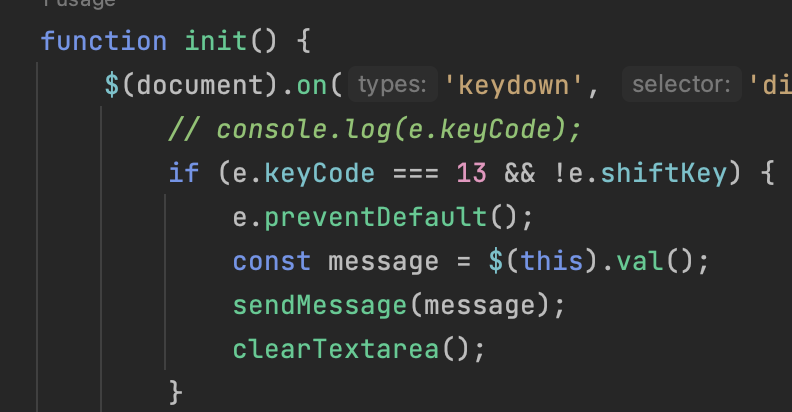 1 usage
function init() {
$(document).on( types: 'keydown', selector: 'di
// console.log(e.keyCode);
if (e.keyCode === 13 && !e.shiftKey) {
e.preventDefault();
const message = $(this).val();
sendMessage(message);
clearTextarea();
}